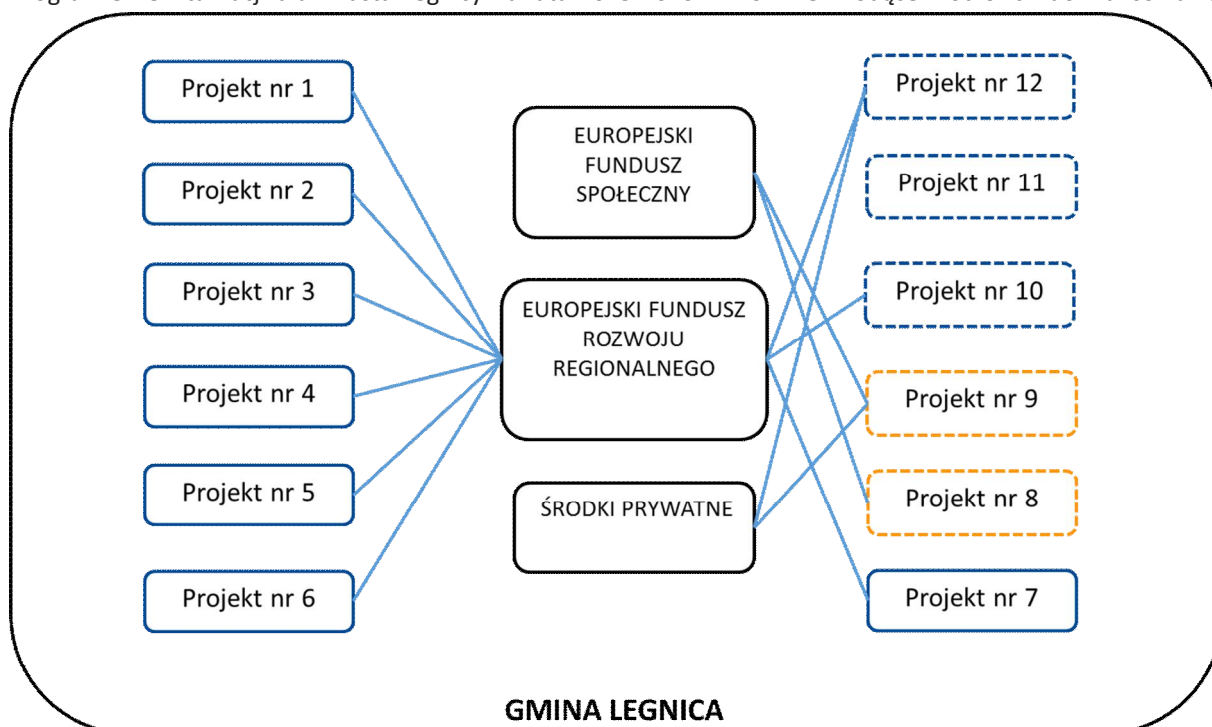 Projekt nr 1
Projekt nr 2
Projekt nr 3
Projekt nr 4
Projekt nr 5
Projekt nr 6
EUROPEJSKI
FUNDUSZ
SPOŁECZNY
EUROPEJSKI FUNDUSZ
ROZWOJU
REGIONALNEGO
ŚRODKI PRYWATNE
Projekt nr 12
Projekt nr 11
Projekt nr 10
Projekt nr 9
Projekt nr 8
Projekt nr 7
GMINA LEGNICA